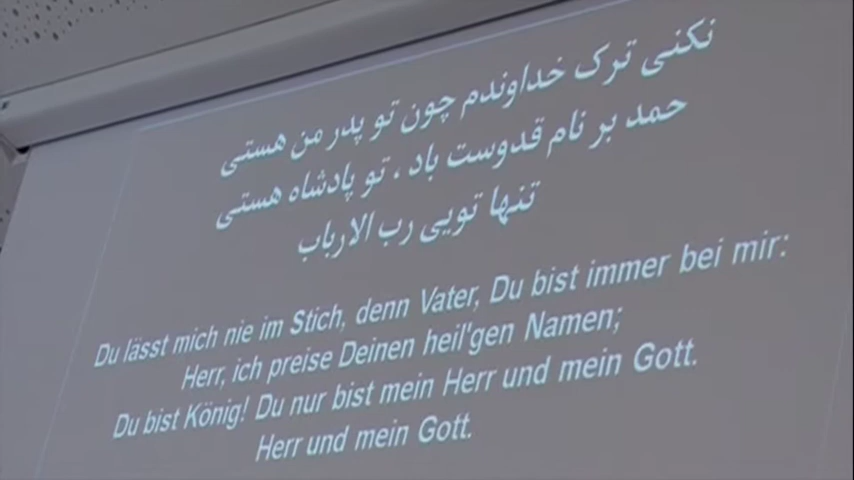 نکنی ترک خداوندم چون تو پدر من هستی
حمد بر نام قدوست باد ، تو پادشاه هستی
تنها تویی رب الارباب
Du lässt mich nie im Stich, denn Vater, Du bist immer bei mir:
Herr, ich preise Deinen heil'gen Namen;
Du bist König! Du nur bist mein Herr und mein Gott.
Herr und mein Gott.